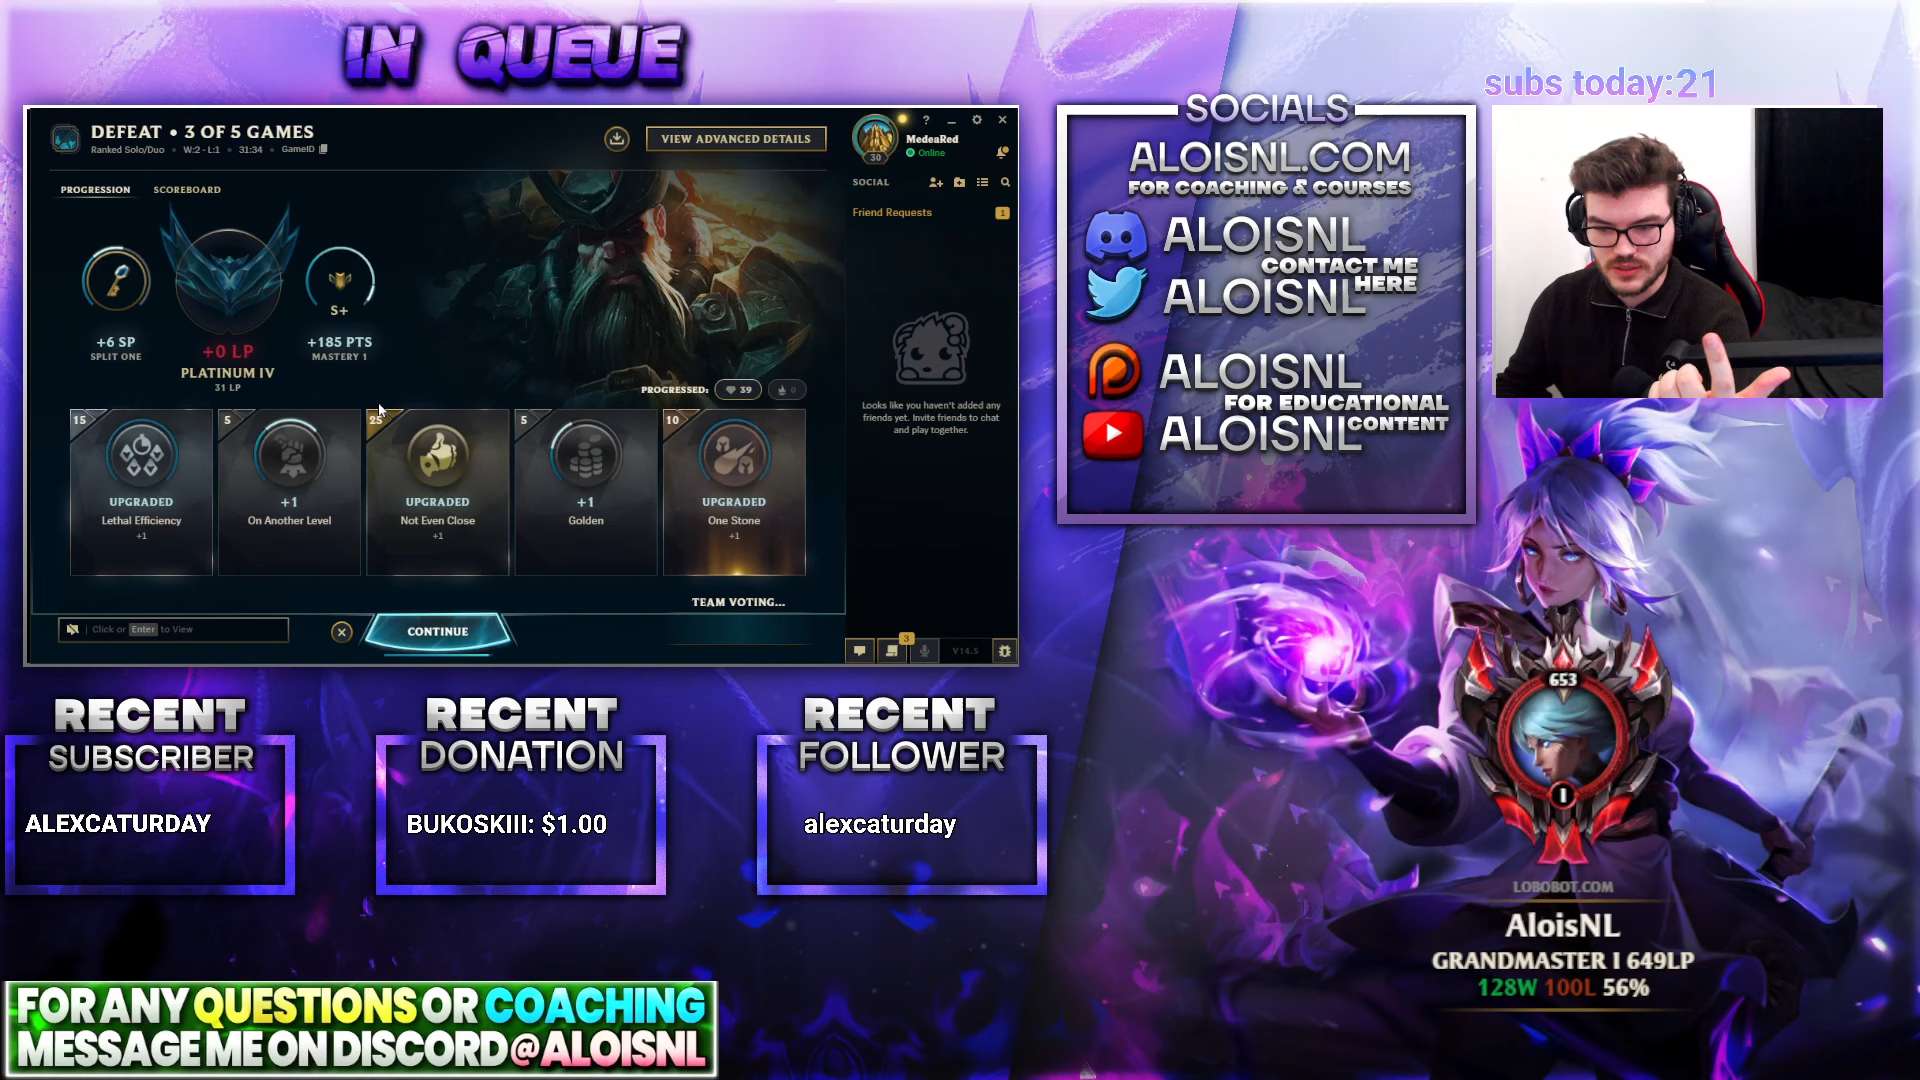 IN QUEUE
subs today:21
DEFEAT • 3 OF 5 GAMES
Ranked Solo/Duo • W:2 - L:1 • 31:34 • GameID
VIEW ADVANCED DETAILS
30
MedeaRed
Online
PROGRESSION
SCOREBOARD
SOCIAL
Friend Requests
1
S+
+6 SP
SPLIT ONE
+0 LP
PLATINUM IV
31 LP
+185 PTS
MASTERY 1
PROGRESSED:
39
0
Looks like you haven't added any
friends yet. Invite friends to chat
and play together.
15
UPGRADED
Lethal Efficiency
+1
5
+1
On Another Level
25
UPGRADED
Not Even Close
+1
5
+1
Golden
10
UPGRADED
One Stone
+1
TEAM VOTING...
Click or Enter to View
CONTINUE
3
V14.5
SOCIALS
ALOISNL.COM
FOR COACHING & COURSES
ALOISNL
CONTACT ME
HERE
ALOISNL
ALOISNL
FOR EDUCATIONAL
CONTENT
ALOISNL
RECENT
SUBSCRIBER
ALEXCATURDAY
RECENT
DONATION
BUKOSKIII: $1.00
RECENT
FOLLOWER
alexcaturday
653
I
LOBOBOT.COM
AloisNL
GRANDMASTER I 649LP
128W 100L 56%
FOR ANY QUESTIONS OR COACHING
MESSAGE ME ON DISCORD @ALOISNL